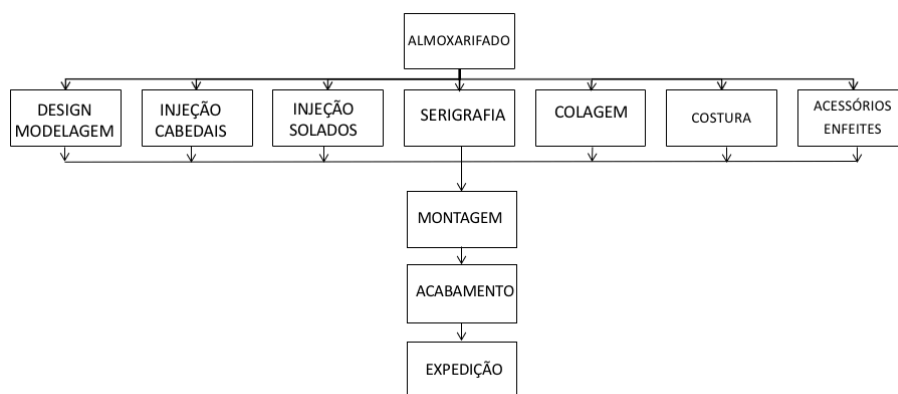 ALMOXARIFADO
DESIGN
MODELAGEM
INJEÇÃO
CABEDAIS
INJEÇÃO
SOLADOS
SERIGRAFIA
COLAGEM
COSTURA
ACESSÓRIOS
ENFEITES
MONTAGEM
ACABAMENTO
EXPEDIÇÃO